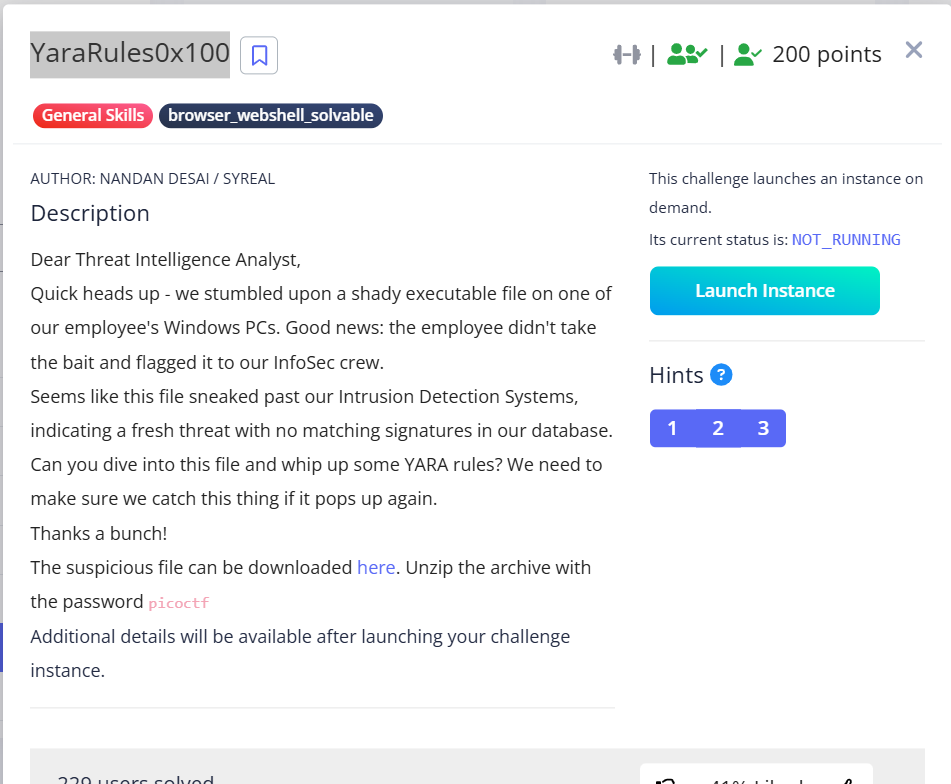 YaraRules0x100
| | 200 points
General Skills browser_webshell_solvable
AUTHOR: NANDAN DESAI / SYREAL
Description
Dear Threat Intelligence Analyst,
Quick heads up - we stumbled upon a shady executable file on one of
our employee's Windows PCs. Good news: the employee didn't take
the bait and flagged it to our InfoSec crew.
Seems like this file sneaked past our Intrusion Detection Systems,
indicating a fresh threat with no matching signatures in our database.
Can you dive into this file and whip up some YARA rules? We need to
make sure we catch this thing if it pops up again.
Thanks a bunch!
The suspicious file can be downloaded here. Unzip the archive with
the password picoctf
Additional details will be available after launching your challenge
instance.
This challenge launches an instance on
demand.
Its current status is: NOT_RUNNING
Launch Instance
Hints ?
1 2 3
229 users solved
41% Liked